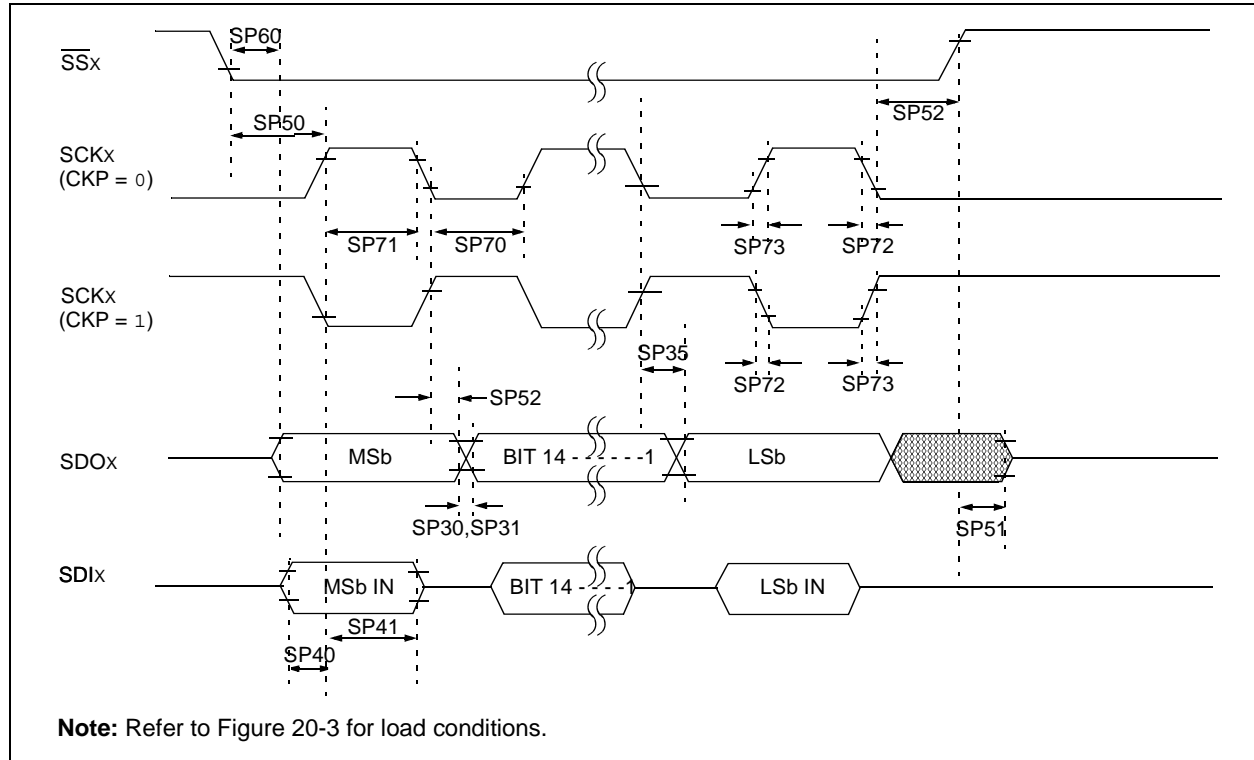 SP60
S̅S̅X
SP52
SP50
SCKX
(CKP = 0)
SP71
SP70
SP73
SP72
SCKX
(CKP = 1)
SP35
SP72
SP73
SP52
SDOX
MSb
BIT 14 - - - - - -1
LSb
SP30,SP31
SP51
SDIX
MSb IN
BIT 14 - - - - -1
LSb IN
SP41
SP40
Note: Refer to Figure 20-3 for load conditions.